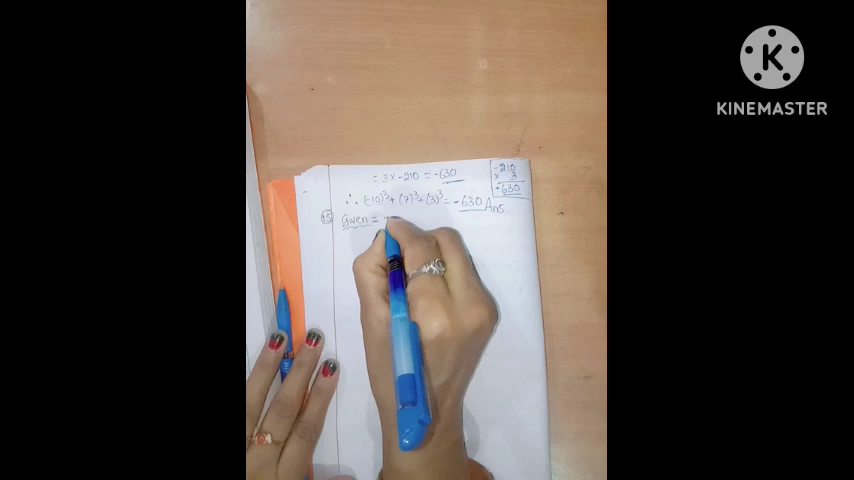 K
KINEMASTER
= 3 x -210 = -630
-210
x 3
-630
∴ (-10)³ + (7)³ + (3)³ = -630 Ans.
15 Given =